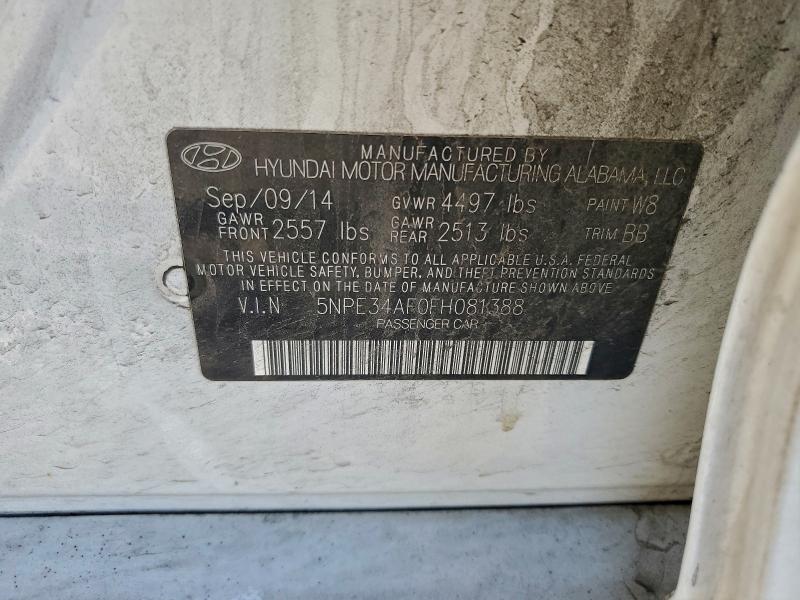 MANUFACTURED BY
HYUNDAI MOTOR MANUFACTURING ALABAMA, LLC
Sep/09/14 GVWR 4497 lbs PAINT W8
GAWR FRONT 2557 lbs GAWR REAR 2513 lbs TRIM BB
THIS VEHICLE CONFORMS TO ALL APPLICABLE U.S.A. FEDERAL
MOTOR VEHICLE SAFETY, BUMPER, AND THEFT PREVENTION STANDARDS
IN EFFECT ON THE DATE OF MANUFACTURE SHOWN ABOVE
V.I.N 5NPE34AF0FH081388
PASSENGER CAR